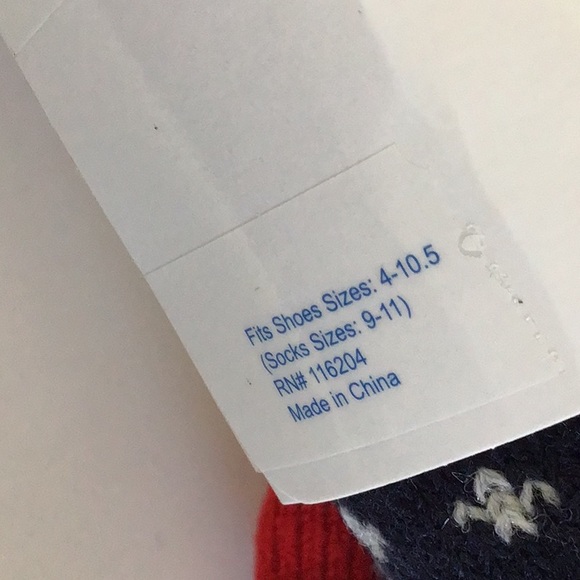 Fits Shoes Sizes: 4-10.5
(Socks Sizes: 9-11)
RN# 116204
Made in China